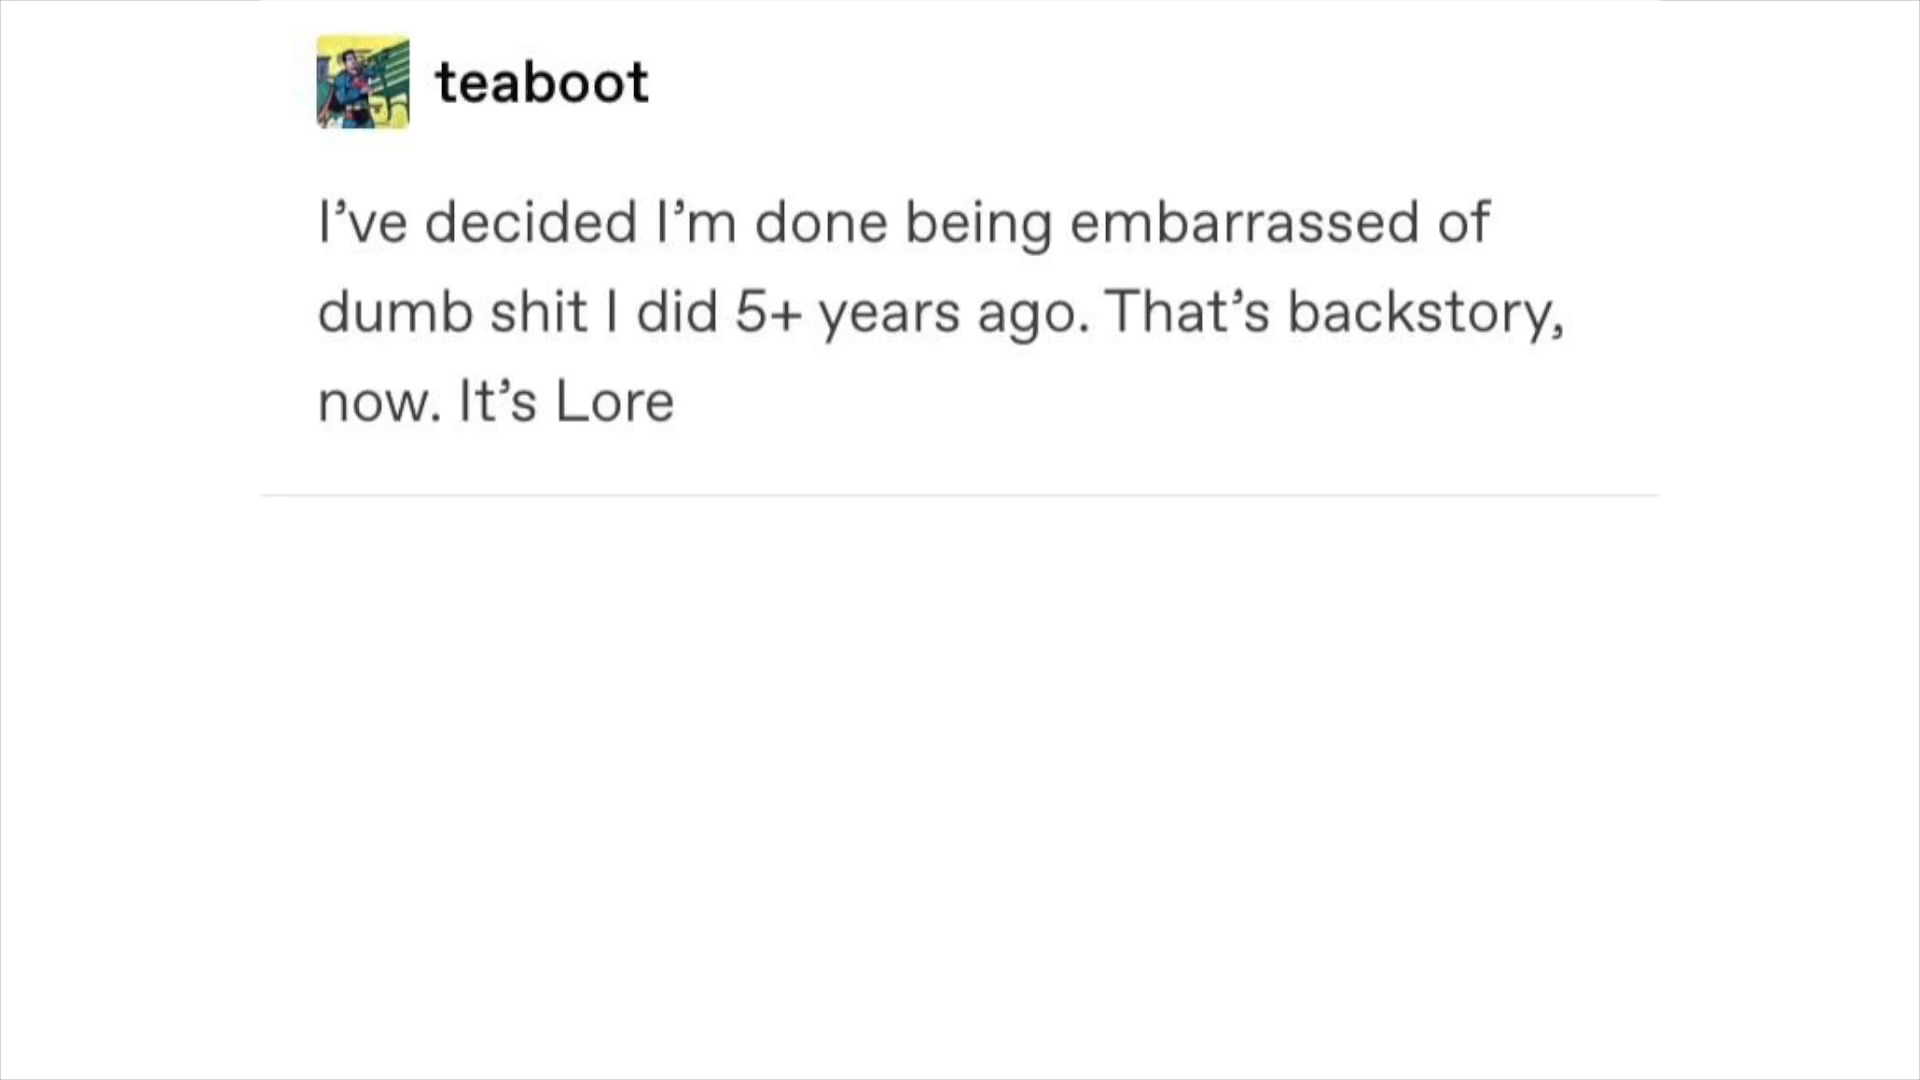 teaboot
I’ve decided I’m done being embarrassed of
dumb shit I did 5+ years ago. That’s backstory,
now. It’s Lore